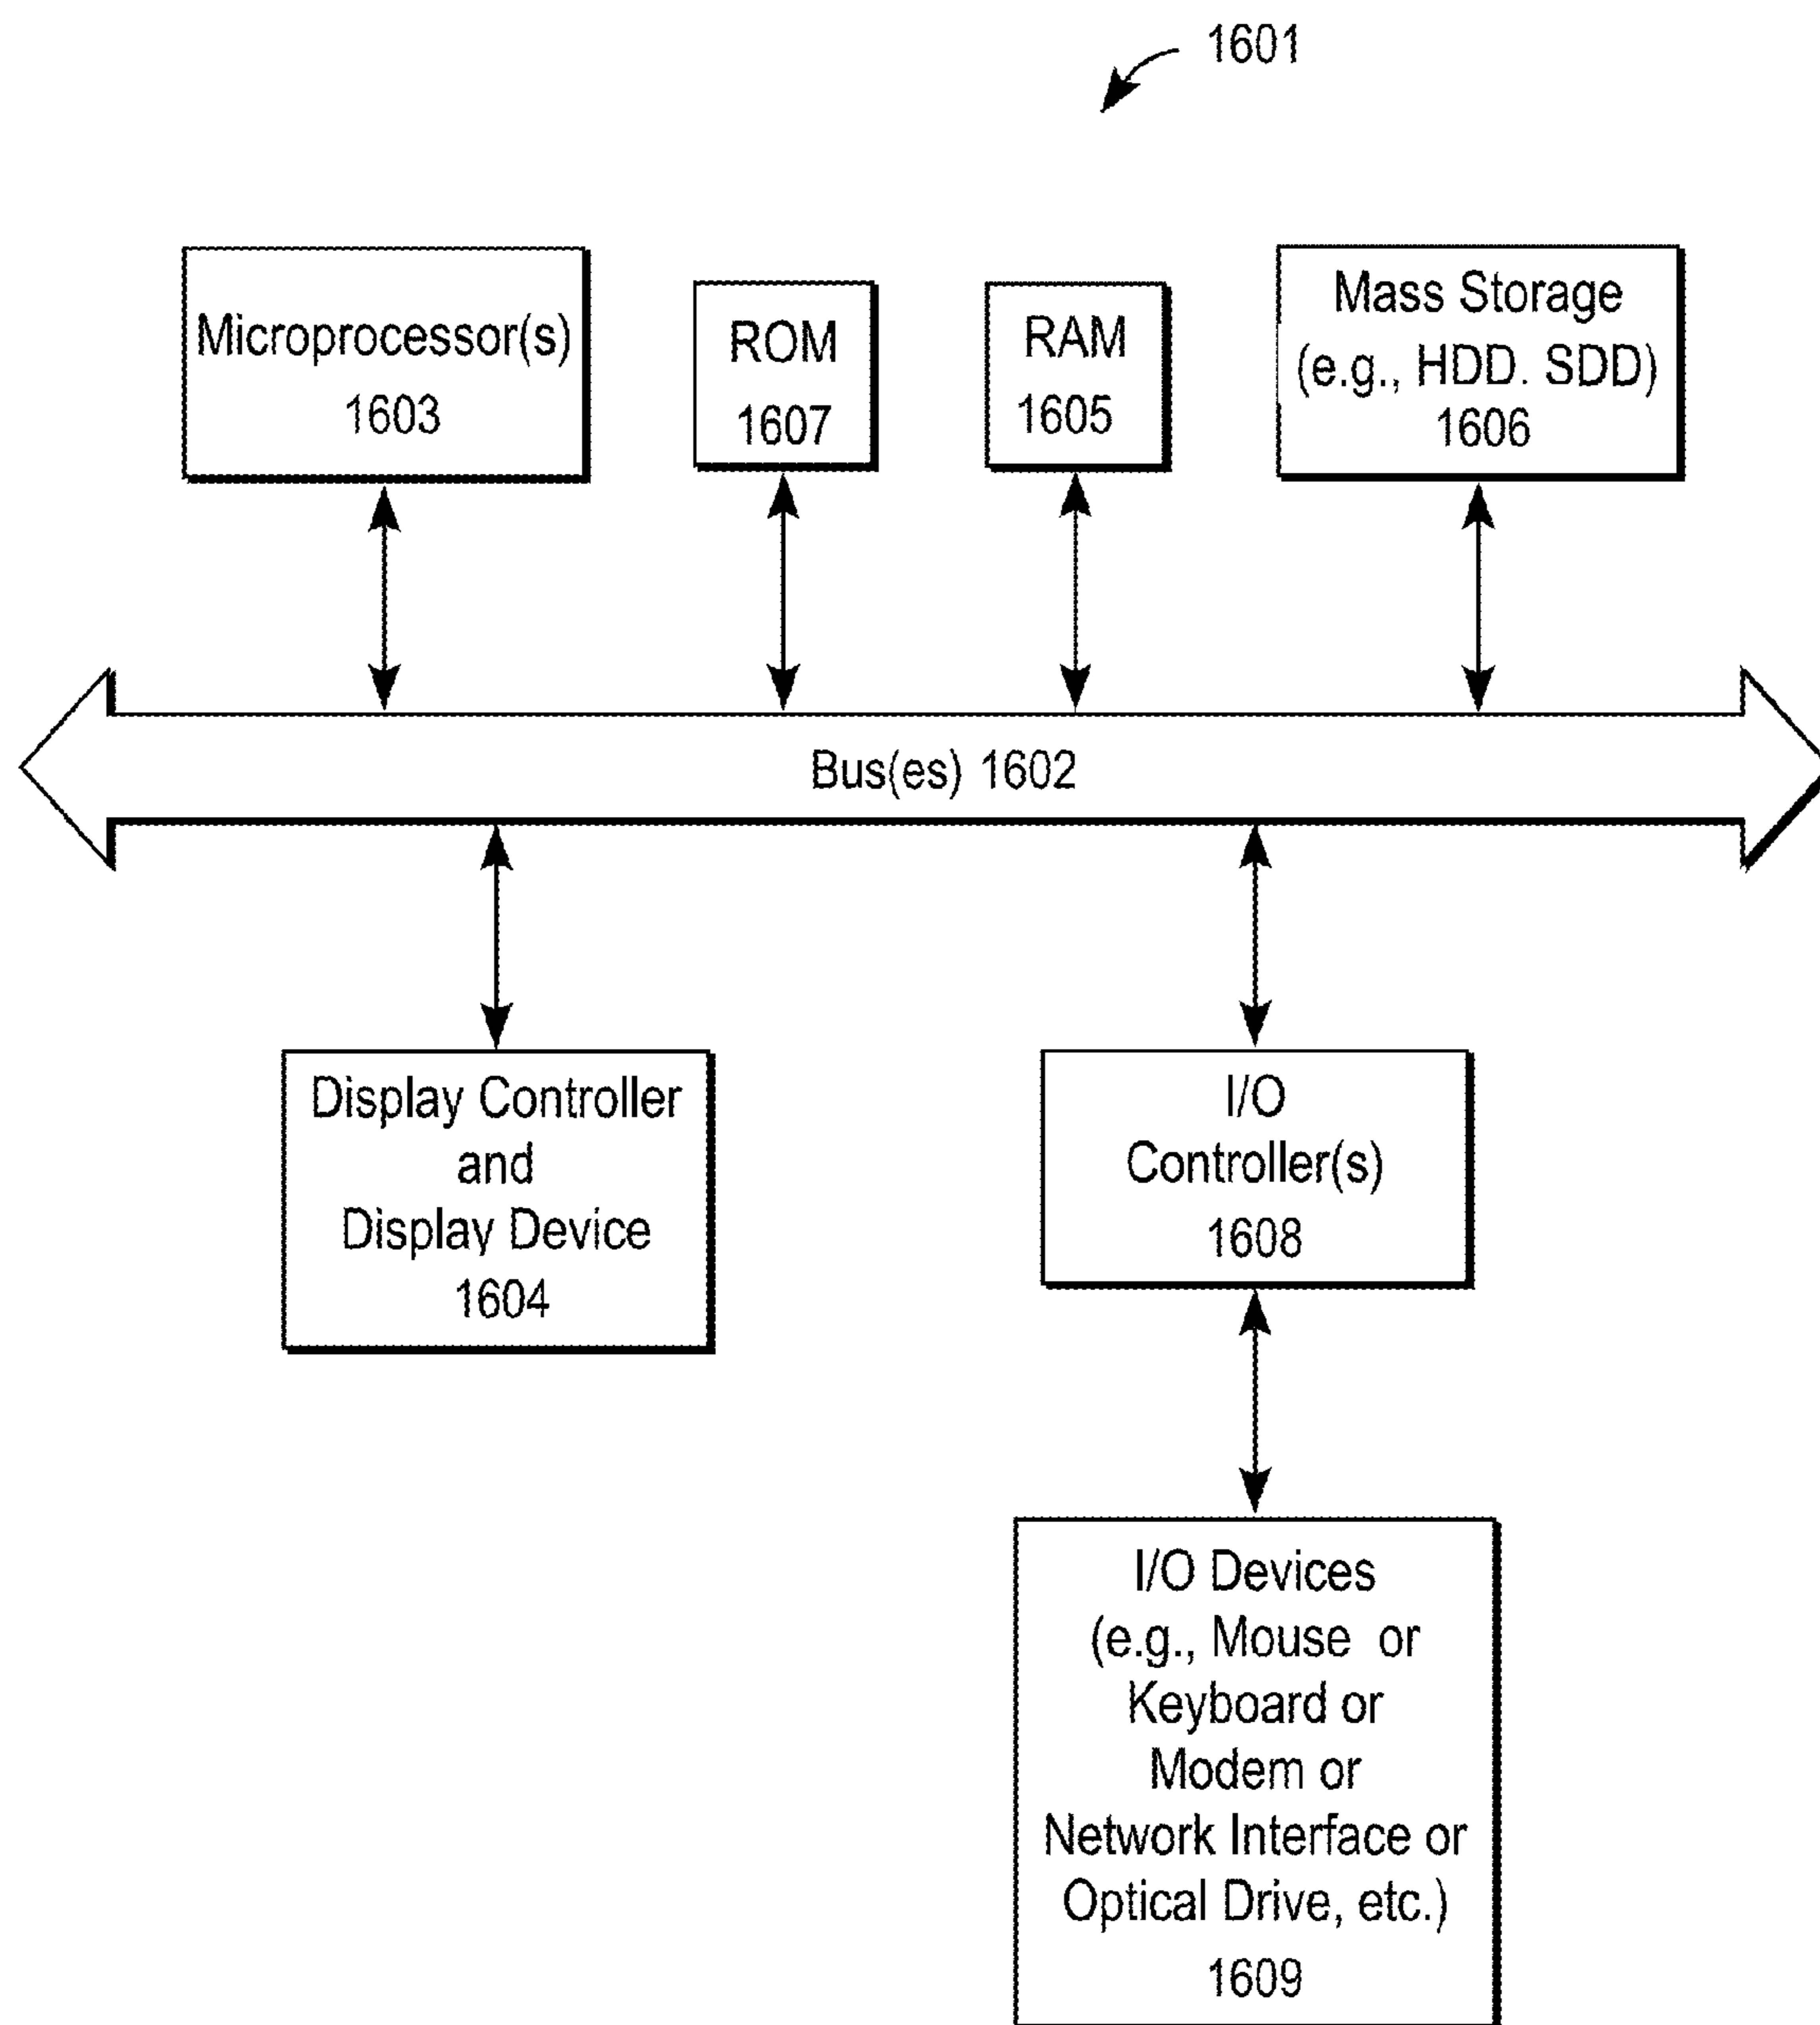 1601
Microprocessor(s)
1603
ROM
1607
RAM
1605
Mass Storage
(e.g., HDD. SDD)
1606
Bus(es) 1602
Display Controller
and
Display Device
1604
I/O
Controller(s)
1608
I/O Devices
(e.g., Mouse or
Keyboard or
Modem or
Network Interface or
Optical Drive, etc.)
1609